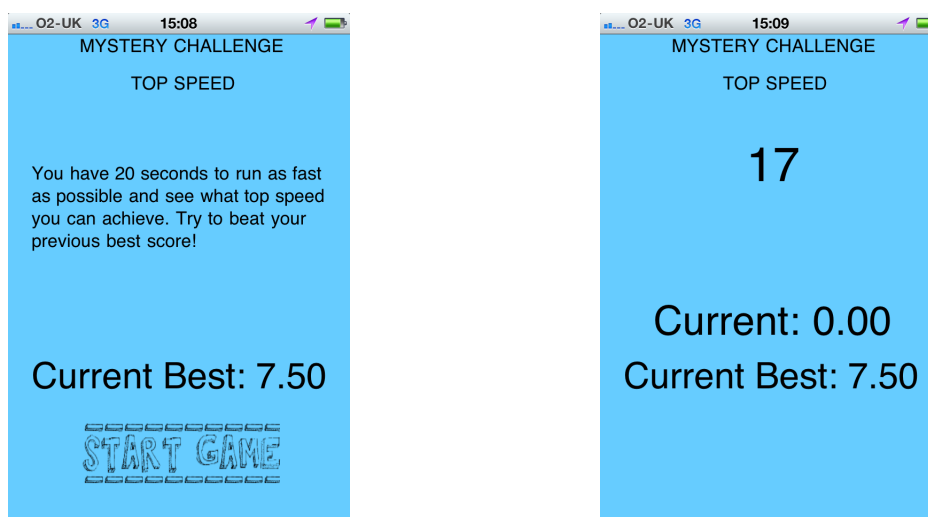 O2-UK 3G 15:08
MYSTERY CHALLENGE
TOP SPEED
You have 20 seconds to run as fast
as possible and see what top speed
you can achieve. Try to beat your
previous best score!
Current Best: 7.50
START GAME
O2-UK 3G 15:09
MYSTERY CHALLENGE
TOP SPEED
17
Current: 0.00
Current Best: 7.50